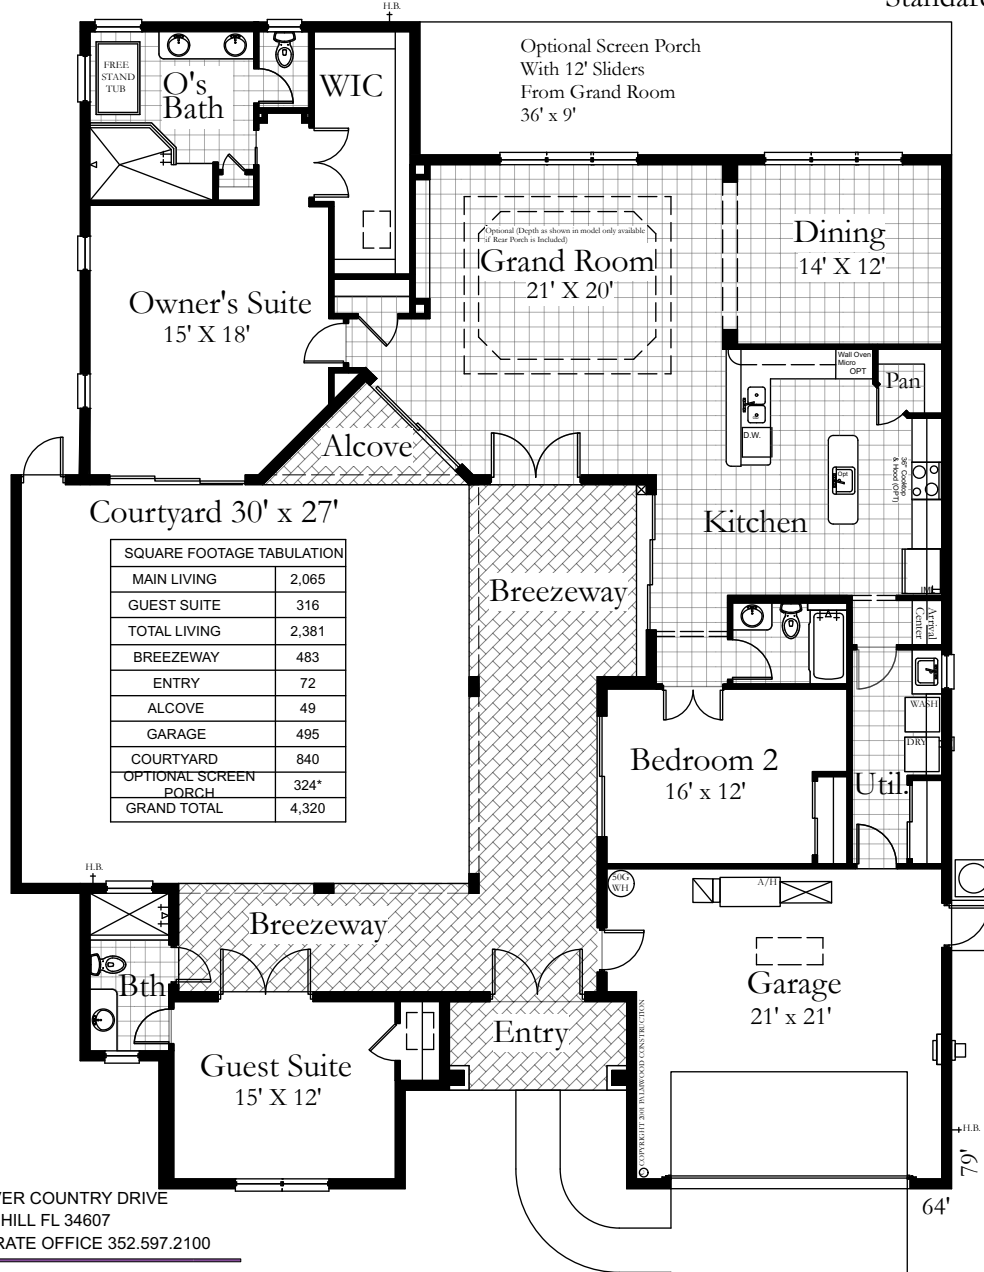 Standard
H.B.
Optional Screen Porch
With 12' Sliders
From Grand Room
36' x 9'
FREE
STAND
TUB
O's
Bath
WIC
Optional (Depth as shown in model only available
if Rear Porch is Included)
Grand Room
21' X 20'
Dining
14' X 12'
Owner's Suite
15' X 18'
Wall Oven
Micro
OPT
Pan
D.W.
Opt
36" Cooktop
& Hood (OPT)
Alcove
Courtyard 30' x 27'
Kitchen
SQUARE FOOTAGE TABULATION
MAIN LIVING 2,065
GUEST SUITE 316
TOTAL LIVING 2,381
BREEZEWAY 483
ENTRY 72
ALCOVE 49
GARAGE 495
COURTYARD 840
OPTIONAL SCREEN
PORCH 324*
GRAND TOTAL 4,320
Breezeway
Arrival
Center
WASH
DRY
Bedroom 2
16' x 12'
Util.
H.B.
50G
WH
A/H
Breezeway
Bth
Garage
21' x 21'
Entry
Guest Suite
15' X 12'
© COPYRIGHT 2001 PALMWOOD CONSTRUCTION
H.B.
79'
64'
VER COUNTRY DRIVE
HILL FL 34607
RATE OFFICE 352.597.2100